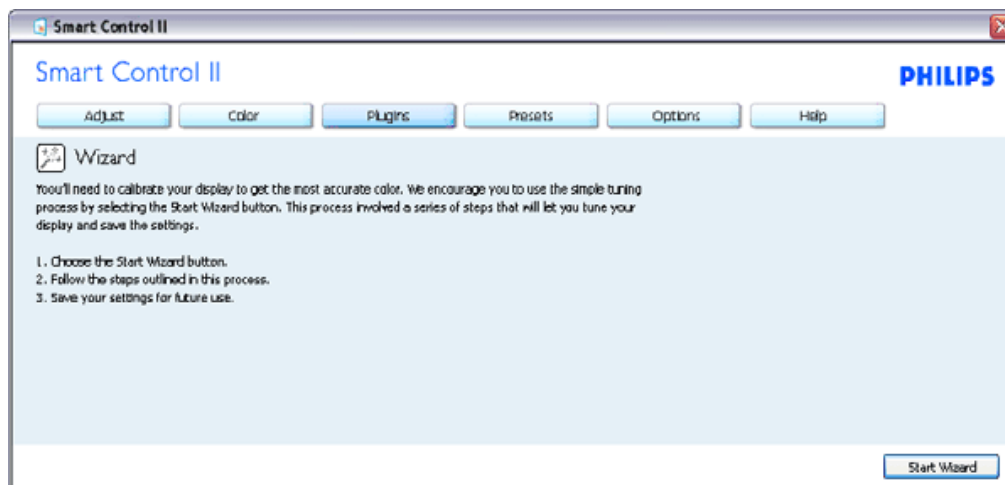 Smart Control II
Smart Control II
PHILIPS
Adjust Color Plugins Presets Options Help
Wizard
Yoou'll need to calibrate your display to get the most accurate color. We encourage you to use the simple tuning
process by selecting the Start Wizard button. This process involved a series of steps that will let you tune your
display and save the settings.
1. Choose the Start Wizard button.
2. Follow the steps outlined in this process.
3. Save your settings for future use.
Start Wizard